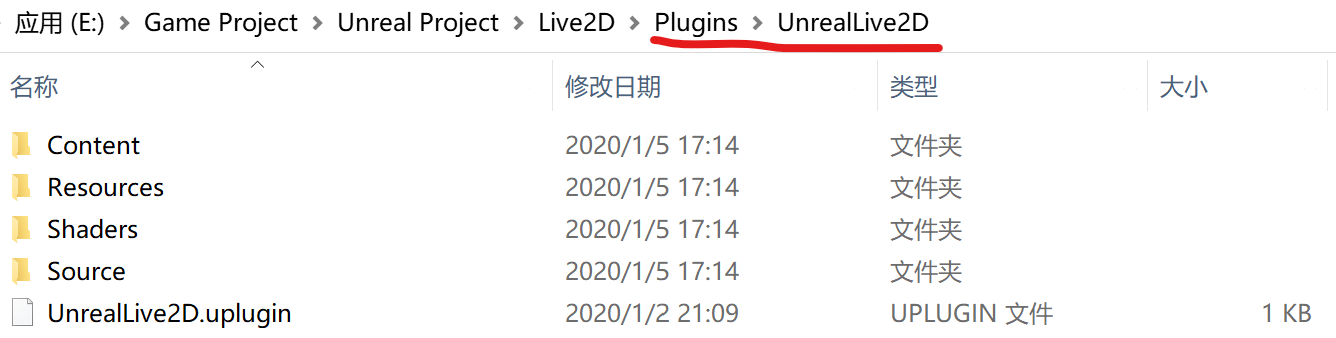 应用 (E:) > Game Project > Unreal Project > Live2D > Plugins > UnrealLive2D
名称 修改日期 类型 大小
Content 2020/1/5 17:14 文件夹
Resources 2020/1/5 17:14 文件夹
Shaders 2020/1/5 17:14 文件夹
Source 2020/1/5 17:14 文件夹
UnrealLive2D.uplugin 2020/1/2 21:09 UPLUGIN 文件 1 KB